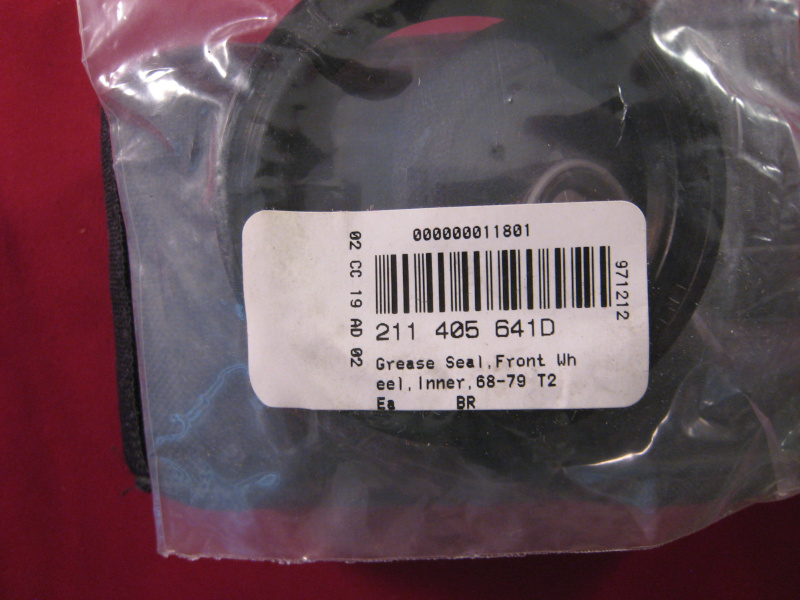 000000011801
02 CC 19 AD 02
971212
211 405 641D
Grease Seal,Front Wh
eel,Inner,68-79 T2
Ea BR